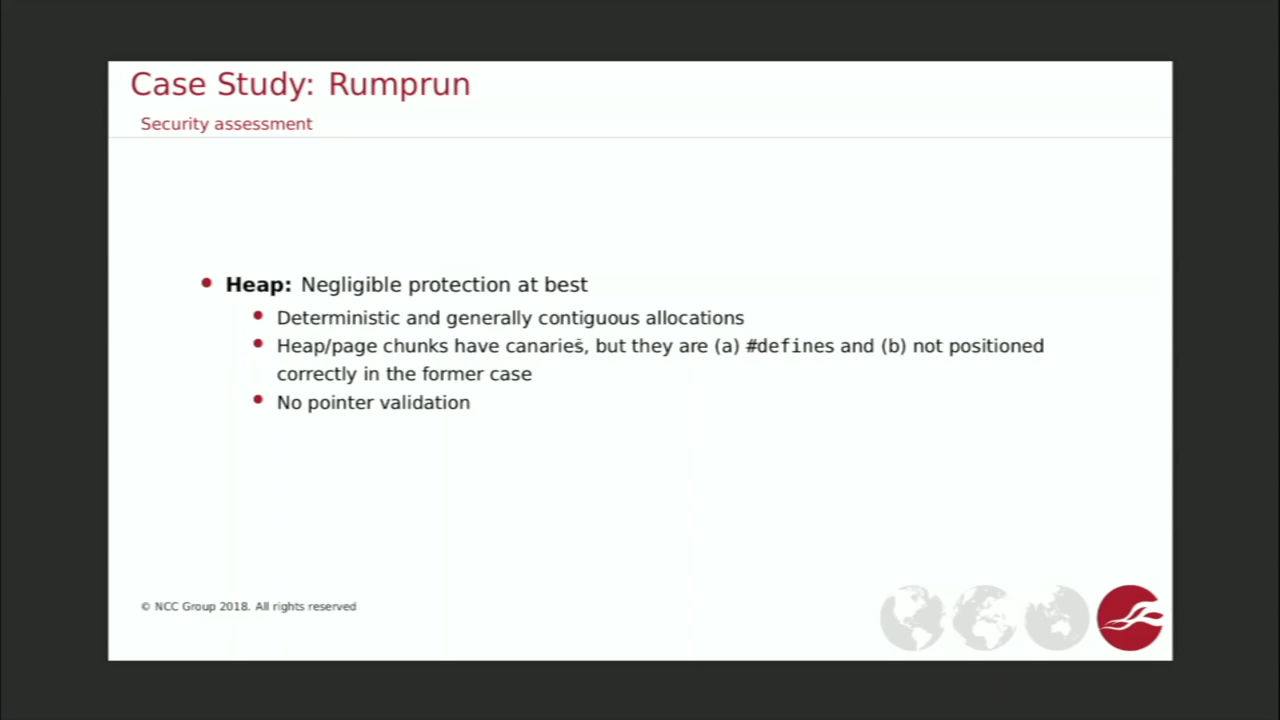 Case Study: Rumprun
Security assessment
Heap: Negligible protection at best
Deterministic and generally contiguous allocations
Heap/page chunks have canaries, but they are (a) #defines and (b) not positioned
correctly in the former case
No pointer validation
© NCC Group 2018. All rights reserved